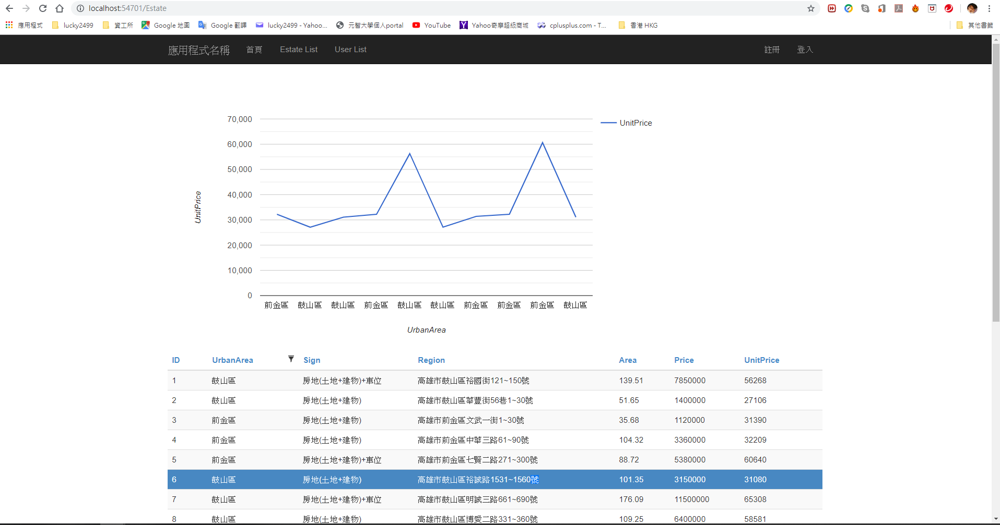 localhost:54701/Estate
應用程式 lucky2499 資工所 Google 地圖 Google 翻譯 lucky2499 - Yahoo... 元智大學個人portal YouTube Yahoo奇摩超級商城 cplusplus.com - T... 香港 HKG 其他書籤
應用程式名稱 首頁 Estate List User List 註冊 登入
70,000
UnitPrice
60,000
50,000
40,000
UnitPrice
30,000
20,000
10,000
0
前金區 鼓山區 鼓山區 前金區 鼓山區 鼓山區 前金區 前金區 前金區 鼓山區
UrbanArea
ID UrbanArea Sign Region Area Price UnitPrice
1 鼓山區 房地(土地+建物)+車位 高雄市鼓山區裕國街121~150號 139.51 7850000 56268
2 鼓山區 房地(土地+建物) 高雄市鼓山區華豐街56巷1~30號 51.65 1400000 27106
3 前金區 房地(土地+建物) 高雄市前金區文武一街1~30號 35.68 1120000 31390
4 前金區 房地(土地+建物) 高雄市前金區中華三路61~90號 104.32 3360000 32209
5 前金區 房地(土地+建物)+車位 高雄市前金區七賢二路271~300號 88.72 5380000 60640
6 鼓山區 房地(土地+建物) 高雄市鼓山區裕誠路1531~1560號 101.35 3150000 31080
7 鼓山區 房地(土地+建物)+車位 高雄市鼓山區明誠三路661~690號 176.09 11500000 65308
8 鼓山區 房地(土地+建物) 高雄市鼓山區博愛二路331~360號 109.25 6400000 58581